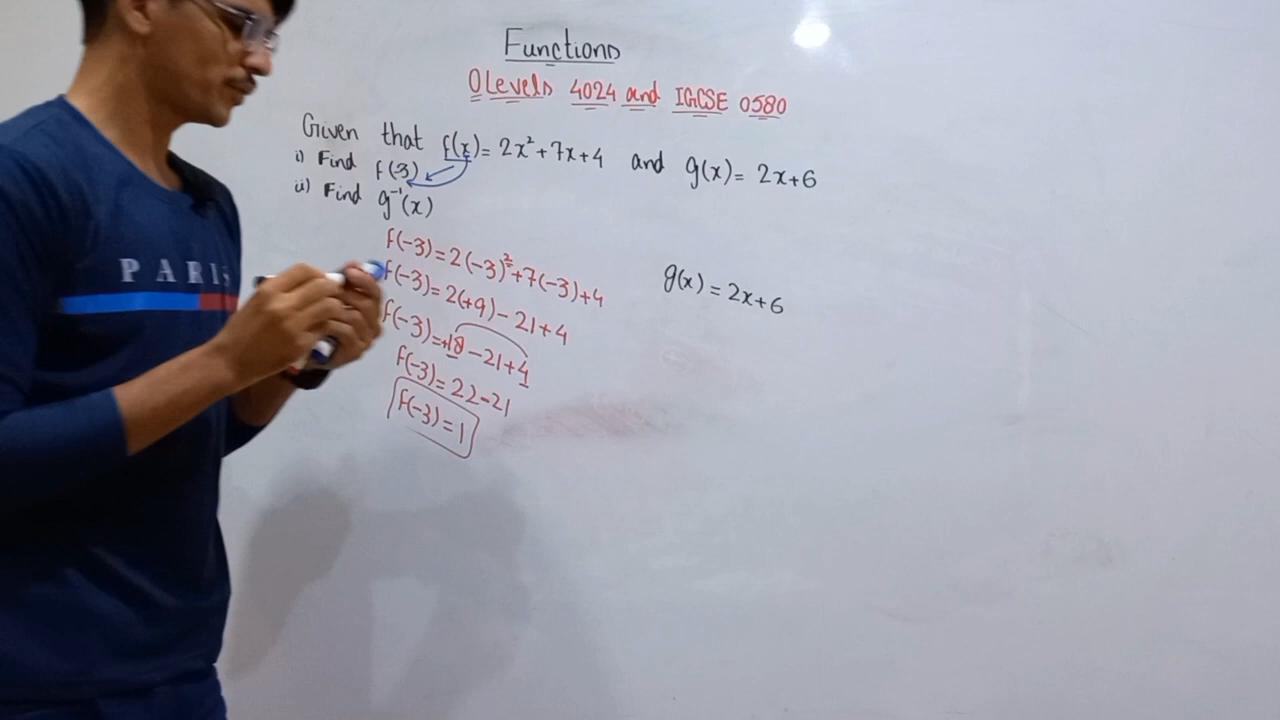 Functions
OLevels 4024 and IGCSE 0580
Given that f(x) = 2x² + 7x + 4 and g(x) = 2x + 6
i) Find f(-3)
ii) Find g⁻¹(x)
f(-3) = 2(-3)² + 7(-3) + 4
f(-3) = 2(+9) - 21 + 4
f(-3) = +18 - 21 + 4
f(-3) = 22 - 21
f(-3) = 1
g(x) = 2x + 6
PARIS